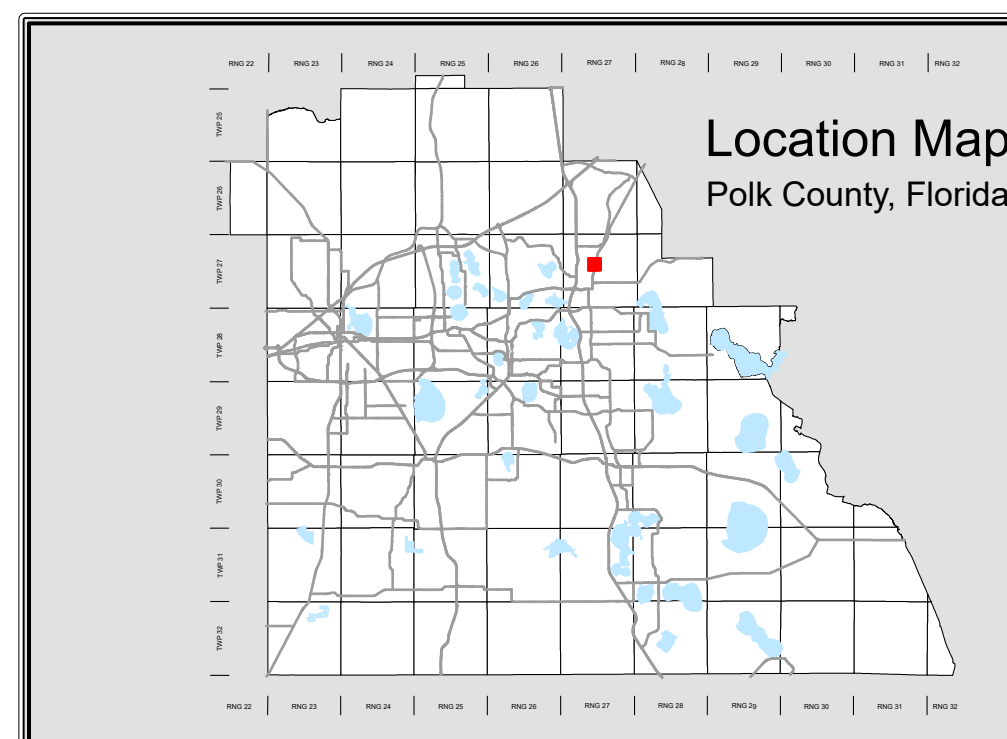 RNG 22 RNG 23 RNG 24 RNG 25 RNG 26 RNG 27 RNG 28 RNG 29 RNG 30 RNG 31 RNG 32
Location Map
Polk County, Florida
TWP 25
TWP 26
TWP 27
TWP 28
TWP 29
TWP 30
TWP 31
TWP 32
RNG 22 RNG 23 RNG 24 RNG 25 RNG 26 RNG 27 RNG 28 RNG 29 RNG 30 RNG 31 RNG 32